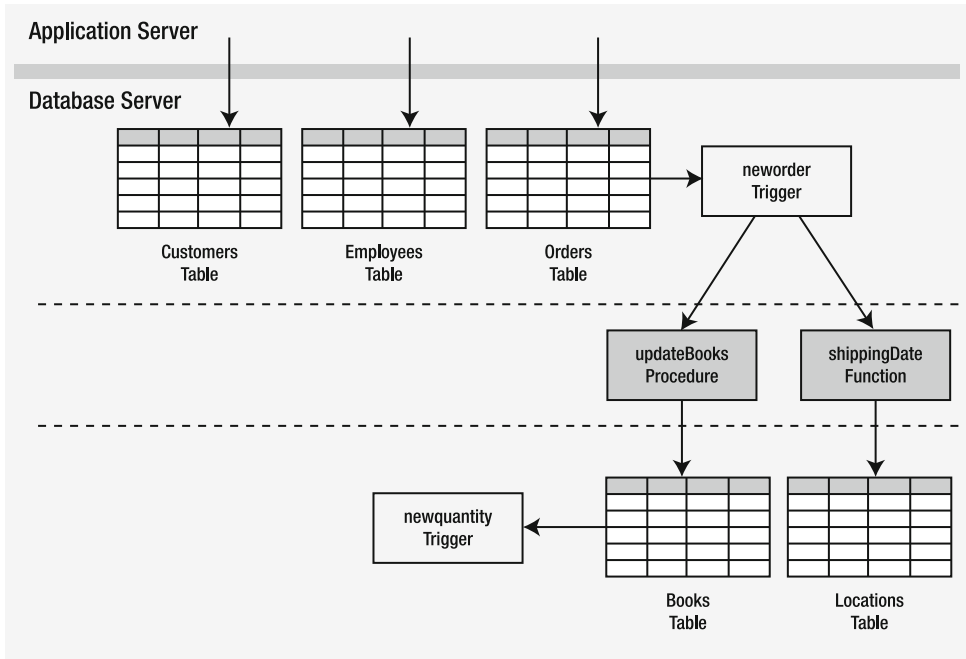 Application Server
Database Server
Customers
Table
Employees
Table
Orders
Table
neworder
Trigger
updateBooks
Procedure
shippingDate
Function
newquantity
Trigger
Books
Table
Locations
Table